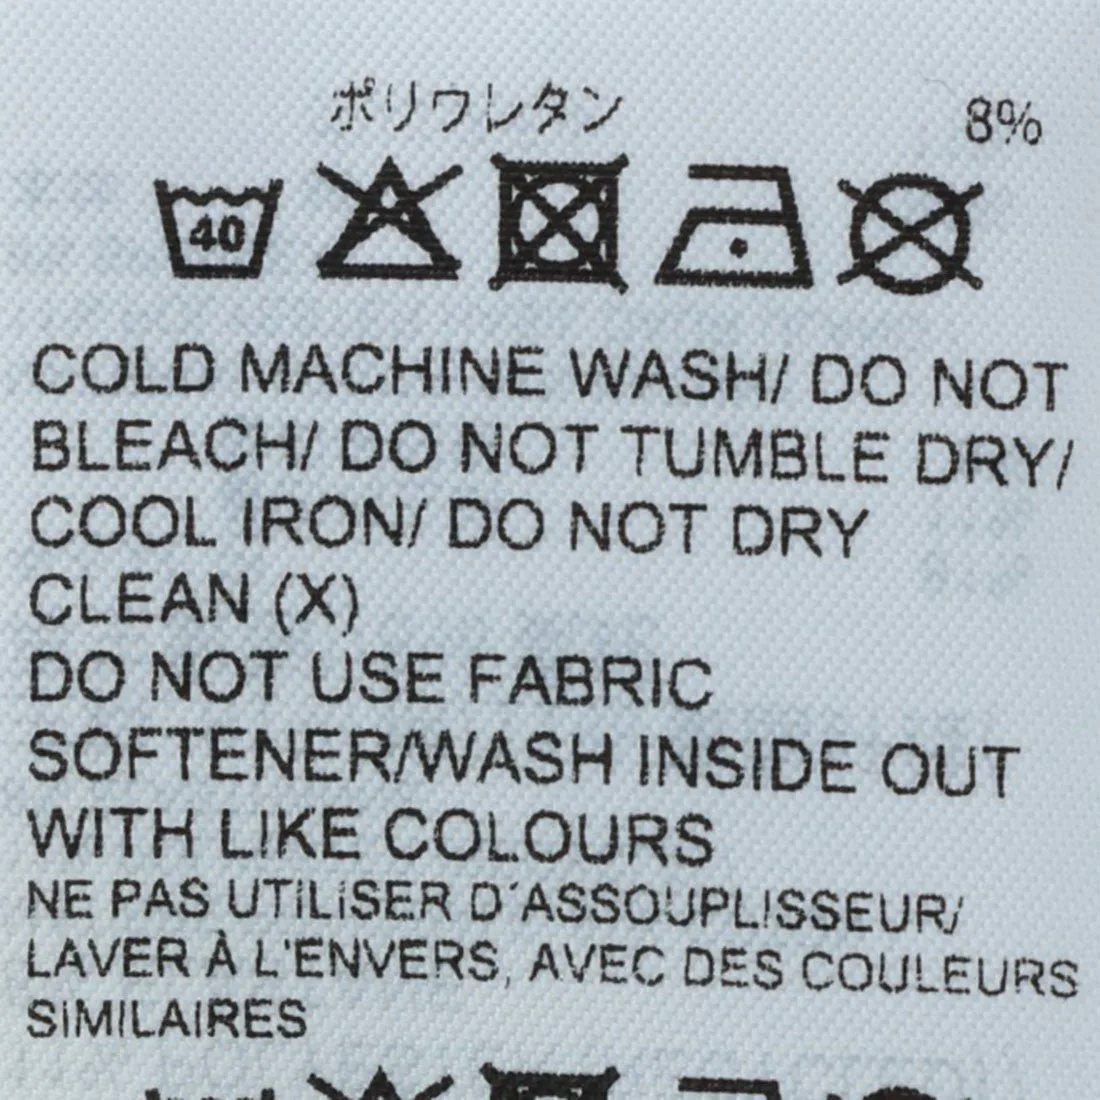 ポリウレタン 8%
40
COLD MACHINE WASH/ DO NOT
BLEACH/ DO NOT TUMBLE DRY/
COOL IRON/ DO NOT DRY
CLEAN (X)
DO NOT USE FABRIC
SOFTENER/WASH INSIDE OUT
WITH LIKE COLOURS
NE PAS UTILISER D´ASSOUPLISSEUR/
LAVER À L'ENVERS, AVEC DES COULEURS
SIMILAIRES